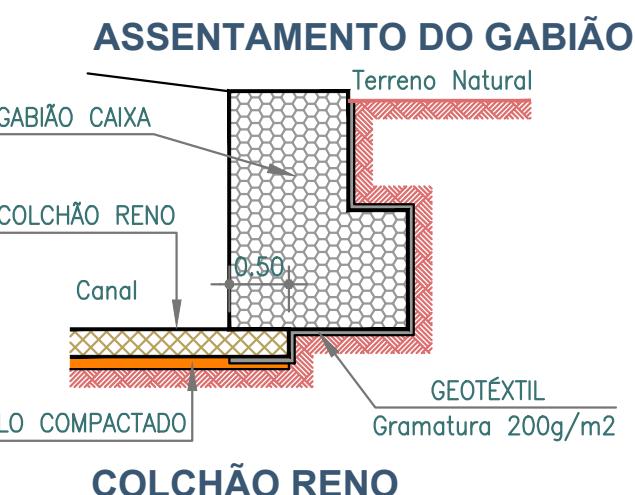 ASSENTAMENTO DO GABIÃO
Terreno Natural
GABIÃO CAIXA
COLCHÃO RENO
0.50
Canal
GEOTÉXTIL
LO COMPACTADO
Gramatura 200g/m2
COLCHÃO RENO